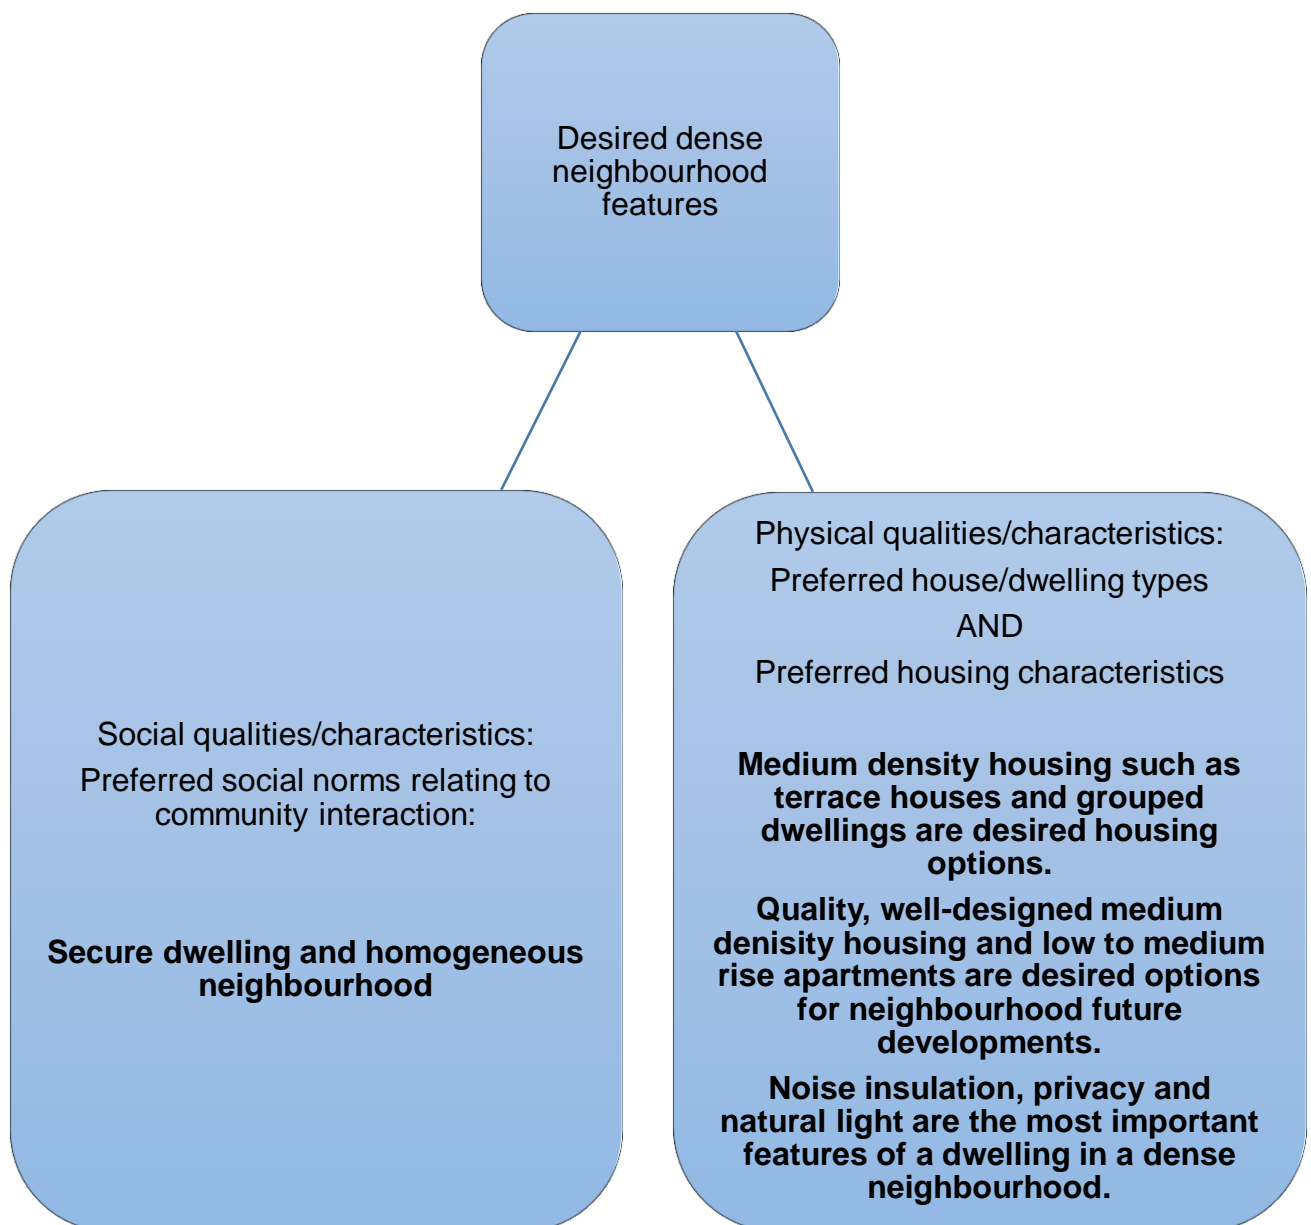 Desired dense
neighbourhood
features
Social qualities/characteristics:
Preferred social norms relating to
community interaction:
Secure dwelling and homogeneous
neighbourhood
Physical qualities/characteristics:
Preferred house/dwelling types
AND
Preferred housing characteristics
Medium density housing such as
terrace houses and grouped
dwellings are desired housing
options.
Quality, well-designed medium
denisity housing and low to medium
rise apartments are desired options
for neighbourhood future
developments.
Noise insulation, privacy and
natural light are the most important
features of a dwelling in a dense
neighbourhood.